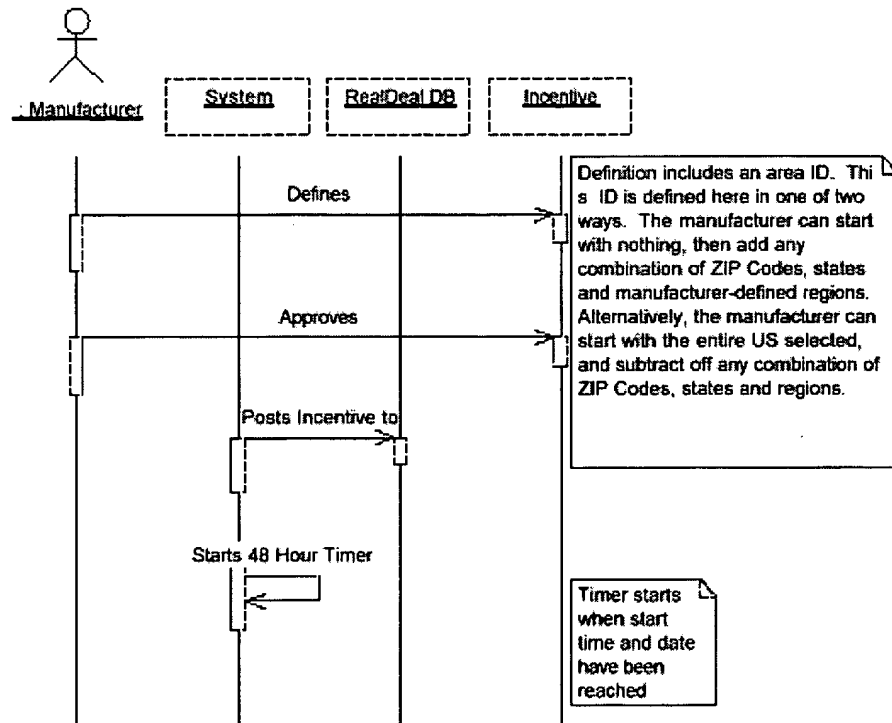 : Manufacturer
System
RealDeal DB
Incentive
Defines
Approves
Posts Incentive to
Starts 48 Hour Timer
Definition includes an area ID.  Thi
s  ID is defined here in one of two
ways.  The manufacturer can start
with nothing, then add any
combination of ZIP Codes, states
and manufacturer-defined regions.
Alternatively, the manufacturer can
start with the entire US selected,
and subtract off any combination of
ZIP Codes, states and regions.
Timer starts
when start
time and date
have been
reached